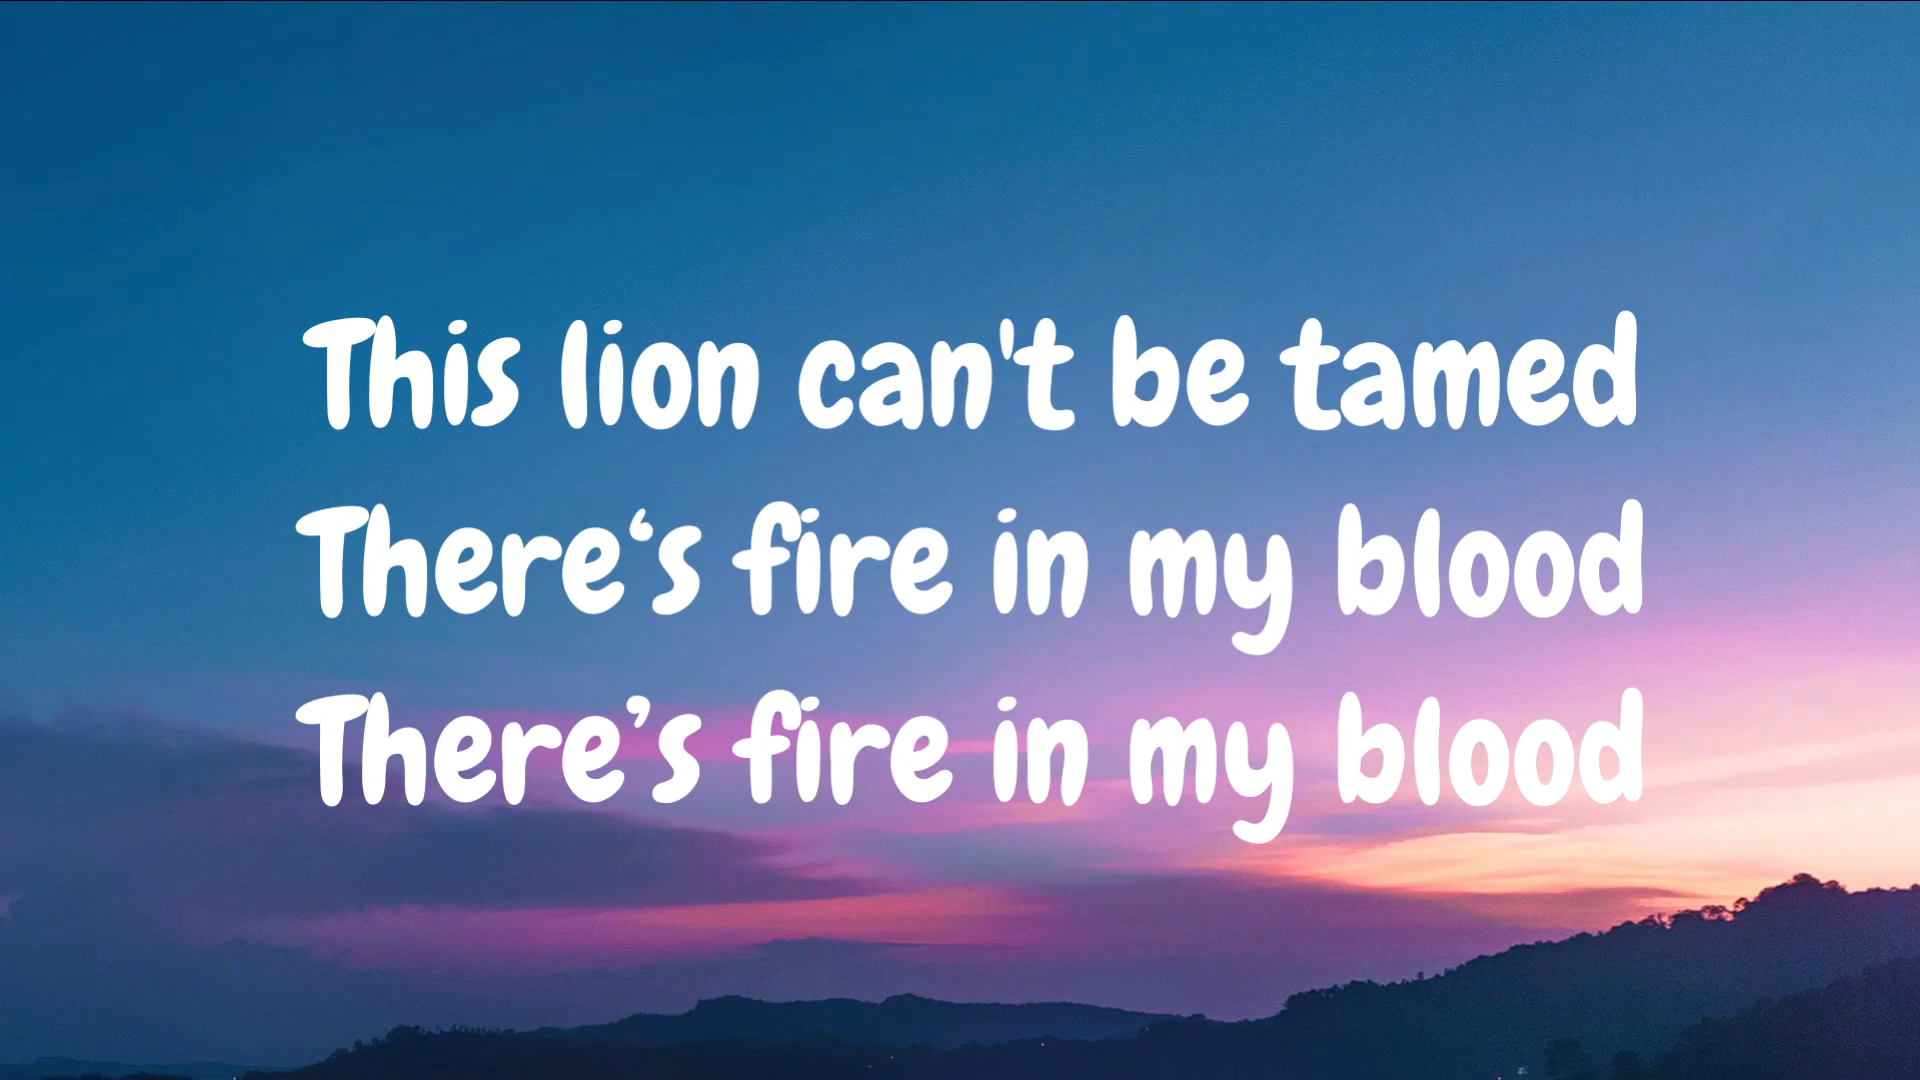 This lion can't be tamed
There‘s fire in my blood
There’s fire in my blood